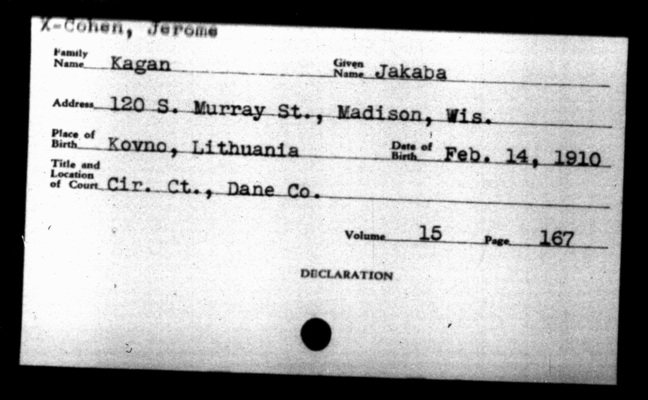 X-Cohen, Jerome
Family Name Kagan Given Name Jakaba
Address 120 S. Murray St., Madison, Wis.
Place of Birth Kovno, Lithuania Date of Birth Feb. 14, 1910
Title and Location of Court Cir. Ct., Dane Co.
Volume 15 Page 167
DECLARATION